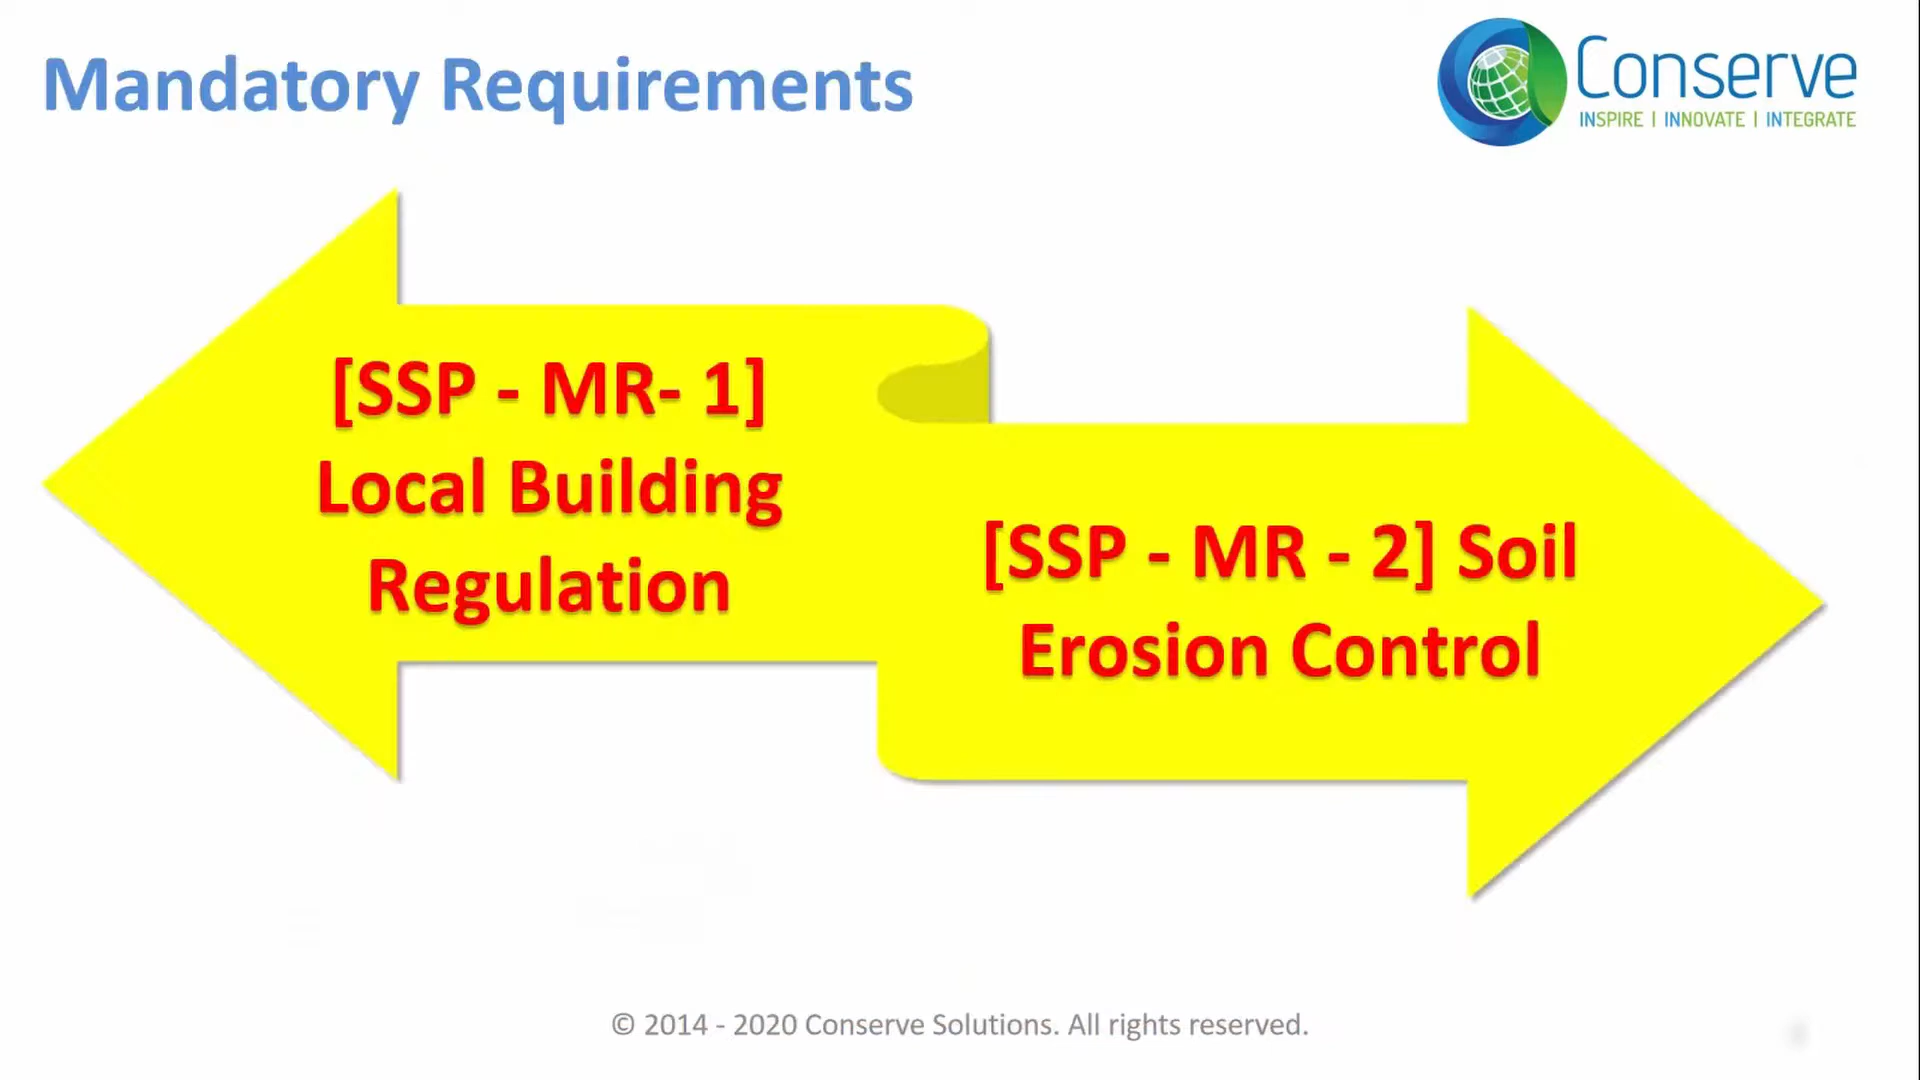 Mandatory Requirements
Conserve
INSPIRE | INNOVATE | INTEGRATE
[SSP - MR- 1]
Local Building
Regulation
[SSP - MR - 2] Soil
Erosion Control
© 2014 - 2020 Conserve Solutions. All rights reserved.